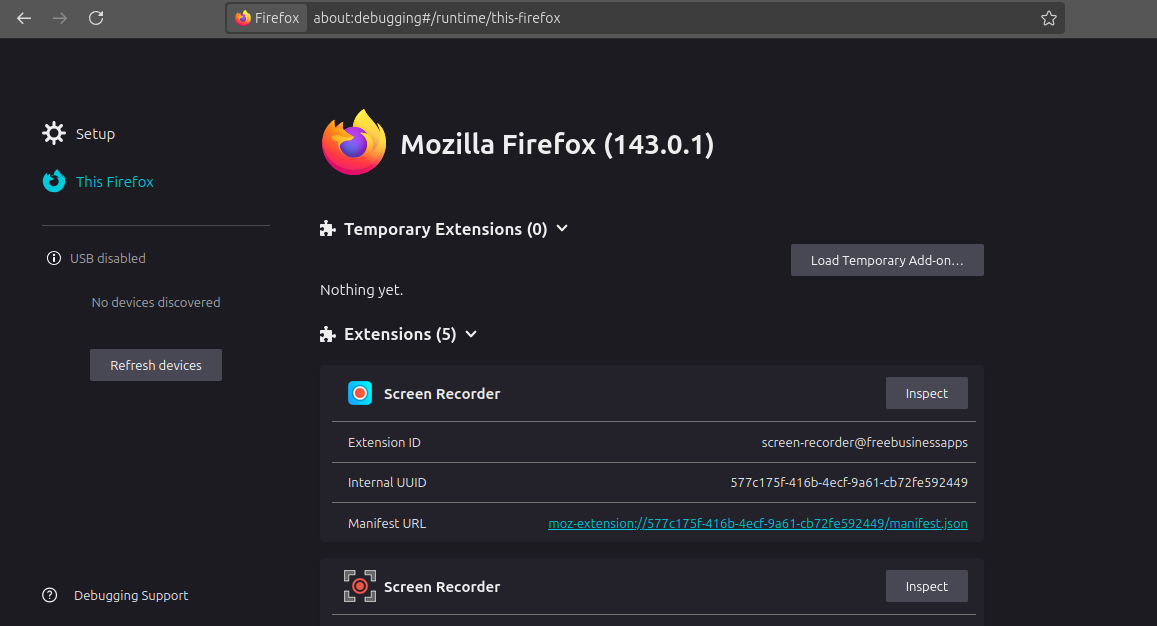 Firefox about:debugging#/runtime/this-firefox
Setup
This Firefox
USB disabled
No devices discovered
Refresh devices
Debugging Support
Mozilla Firefox (143.0.1)
Temporary Extensions (0)
Load Temporary Add-on…
Nothing yet.
Extensions (5)
Screen Recorder Inspect
Extension ID screen-recorder@freebusinessapps
Internal UUID 577c175f-416b-4ecf-9a61-cb72fe592449
Manifest URL moz-extension://577c175f-416b-4ecf-9a61-cb72fe592449/manifest.json
Screen Recorder Inspect